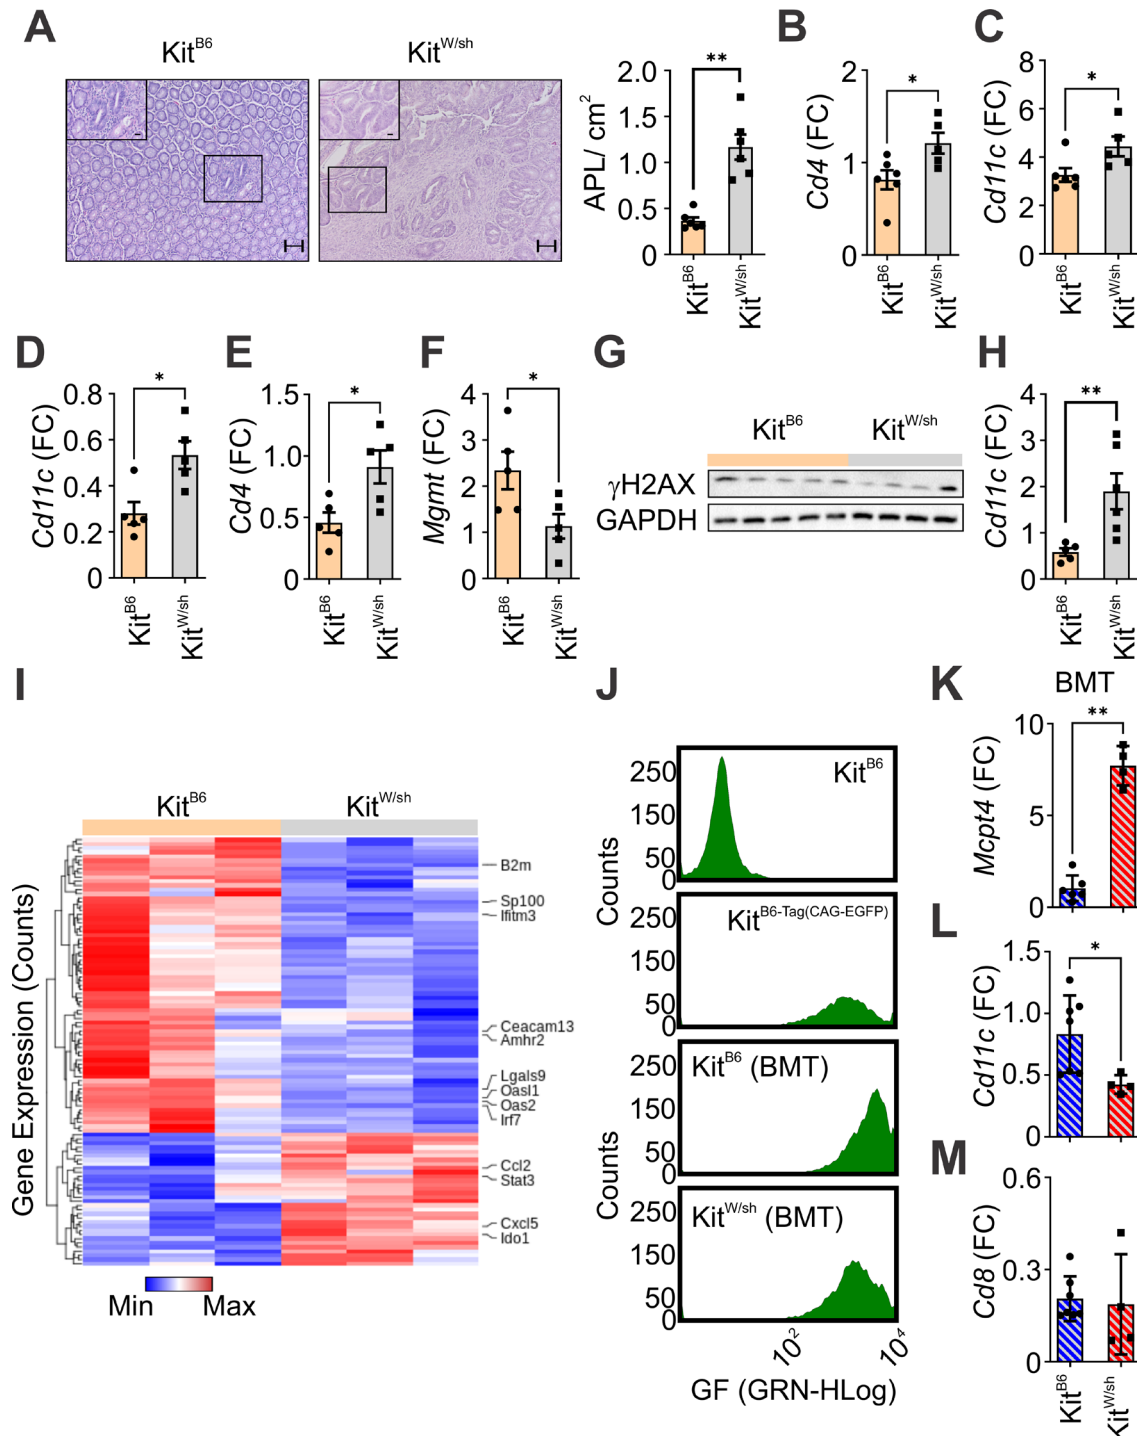 A
Kit^B6
Kit^W/sh
APL/ cm²
2.0
1.5
1.0
0.5
0
**
Kit^B6
Kit^W/sh
B
Cd4 (FC)
2
1
0
*
Kit^B6
Kit^W/sh
C
Cd11c (FC)
8
6
4
2
0
*
Kit^B6
Kit^W/sh
D
Cd11c (FC)
0.8
0.6
0.4
0.2
0
*
Kit^B6
Kit^W/sh
E
Cd4 (FC)
1.5
1.0
0.5
0
*
Kit^B6
Kit^W/sh
F
Mgmt (FC)
4
3
2
1
0
*
Kit^B6
Kit^W/sh
G
Kit^B6
Kit^W/sh
γH2AX
GAPDH
H
Cd11c (FC)
4
3
2
1
0
**
Kit^B6
Kit^W/sh
I
Kit^B6
Kit^W/sh
Gene Expression (Counts)
B2m
Sp100
Ifitm3
Ceacam13
Amhr2
Lgals9
Oasl1
Oas2
Irf7
Ccl2
Stat3
Cxcl5
Ido1
Min
Max
J
Counts
250
150
50
0
Kit^B6
250
150
50
0
Kit^B6-Tag(CAG-EGFP)
Counts
250
150
50
0
Kit^B6 (BMT)
250
150
50
0
Kit^W/sh (BMT)
10²
10⁴
GF (GRN-HLog)
K
BMT
Mcpt4 (FC)
10
5
0
**
L
Cd11c (FC)
1.5
1.0
0.5
0
*
M
Cd8 (FC)
0.6
0.3
0
Kit^B6
Kit^W/sh